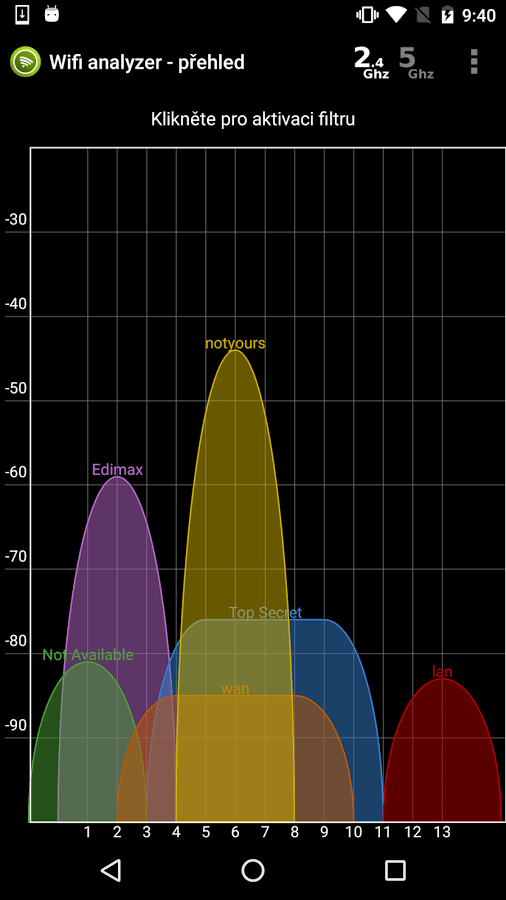 9:40
Wifi analyzer - přehled
2.4 Ghz
5 Ghz
Klikněte pro aktivaci filtru
-30
-40
notyours
-50
Edimax
-60
-70
Top Secret
-80
Not Available
lan
wan
-90
1 2 3 4 5 6 7 8 9 10 11 12 13